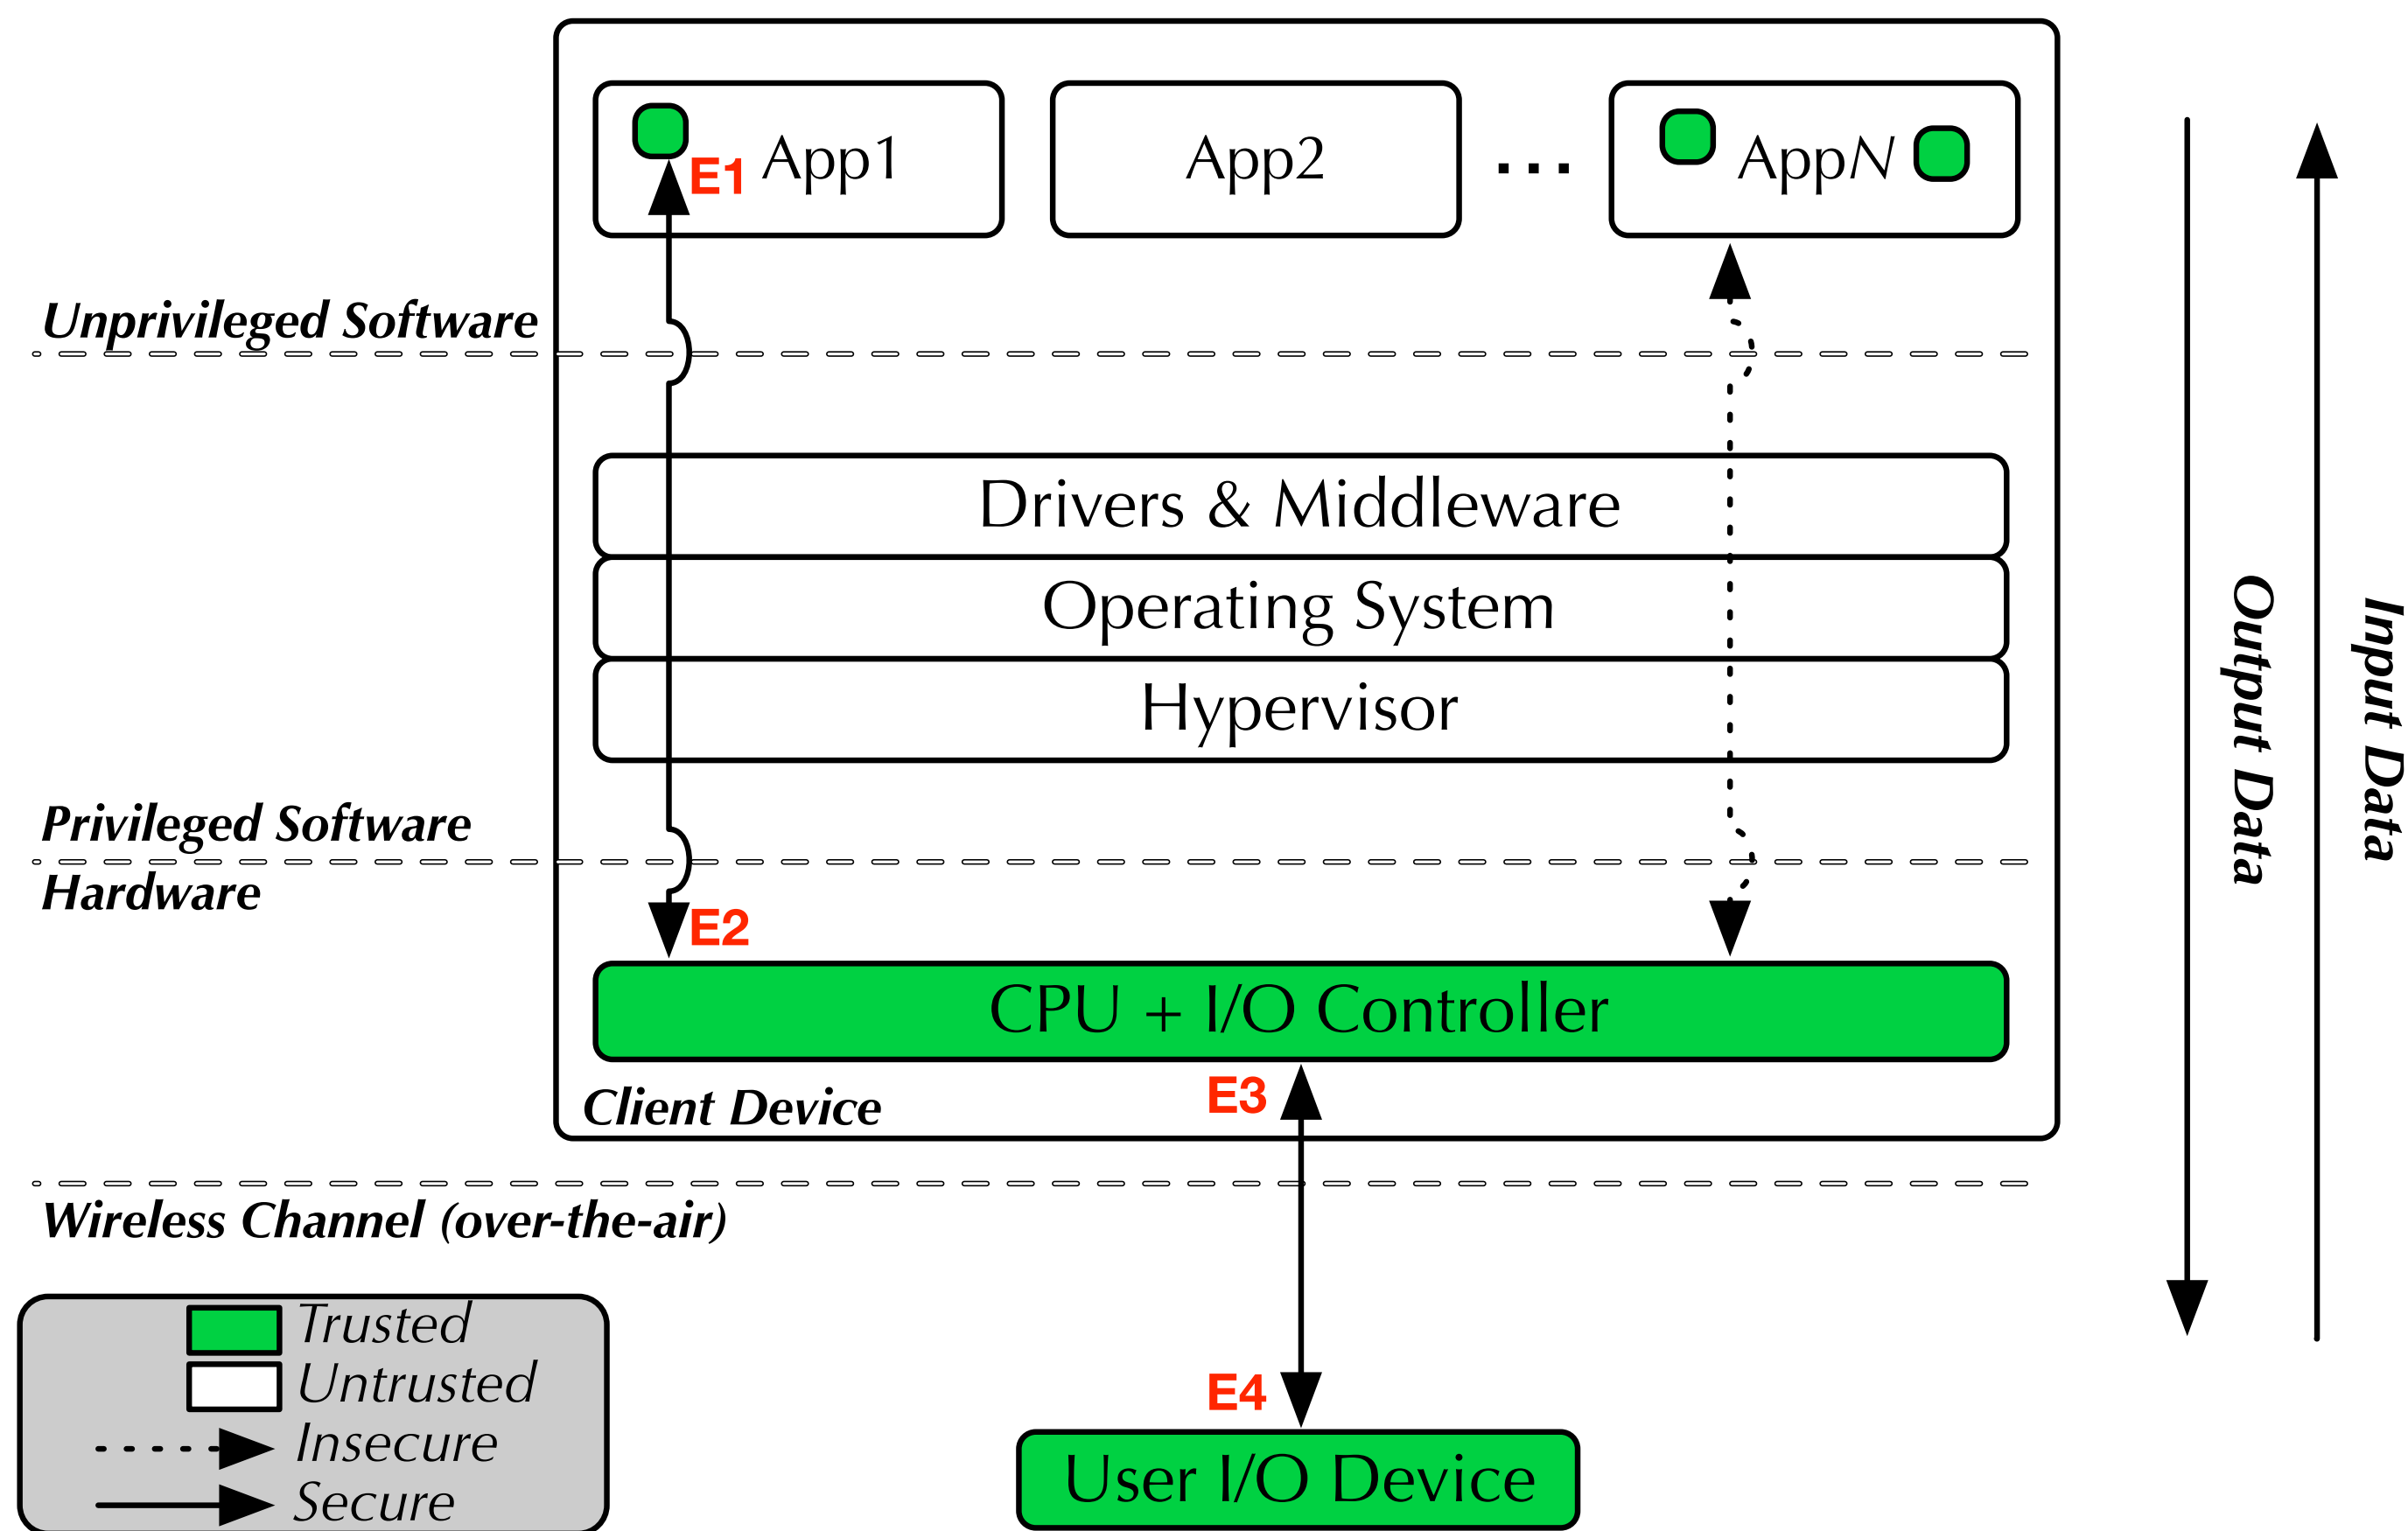 App1
App2
...
AppN
E1
Unprivileged Software
Drivers & Middleware
Operating System
Hypervisor
Output Data
Input Data
Privileged Software
Hardware
E2
CPU + I/O Controller
E3
Client Device
Wireless Channel (over-the-air)
Trusted
Untrusted
Insecure
Secure
E4
User I/O Device